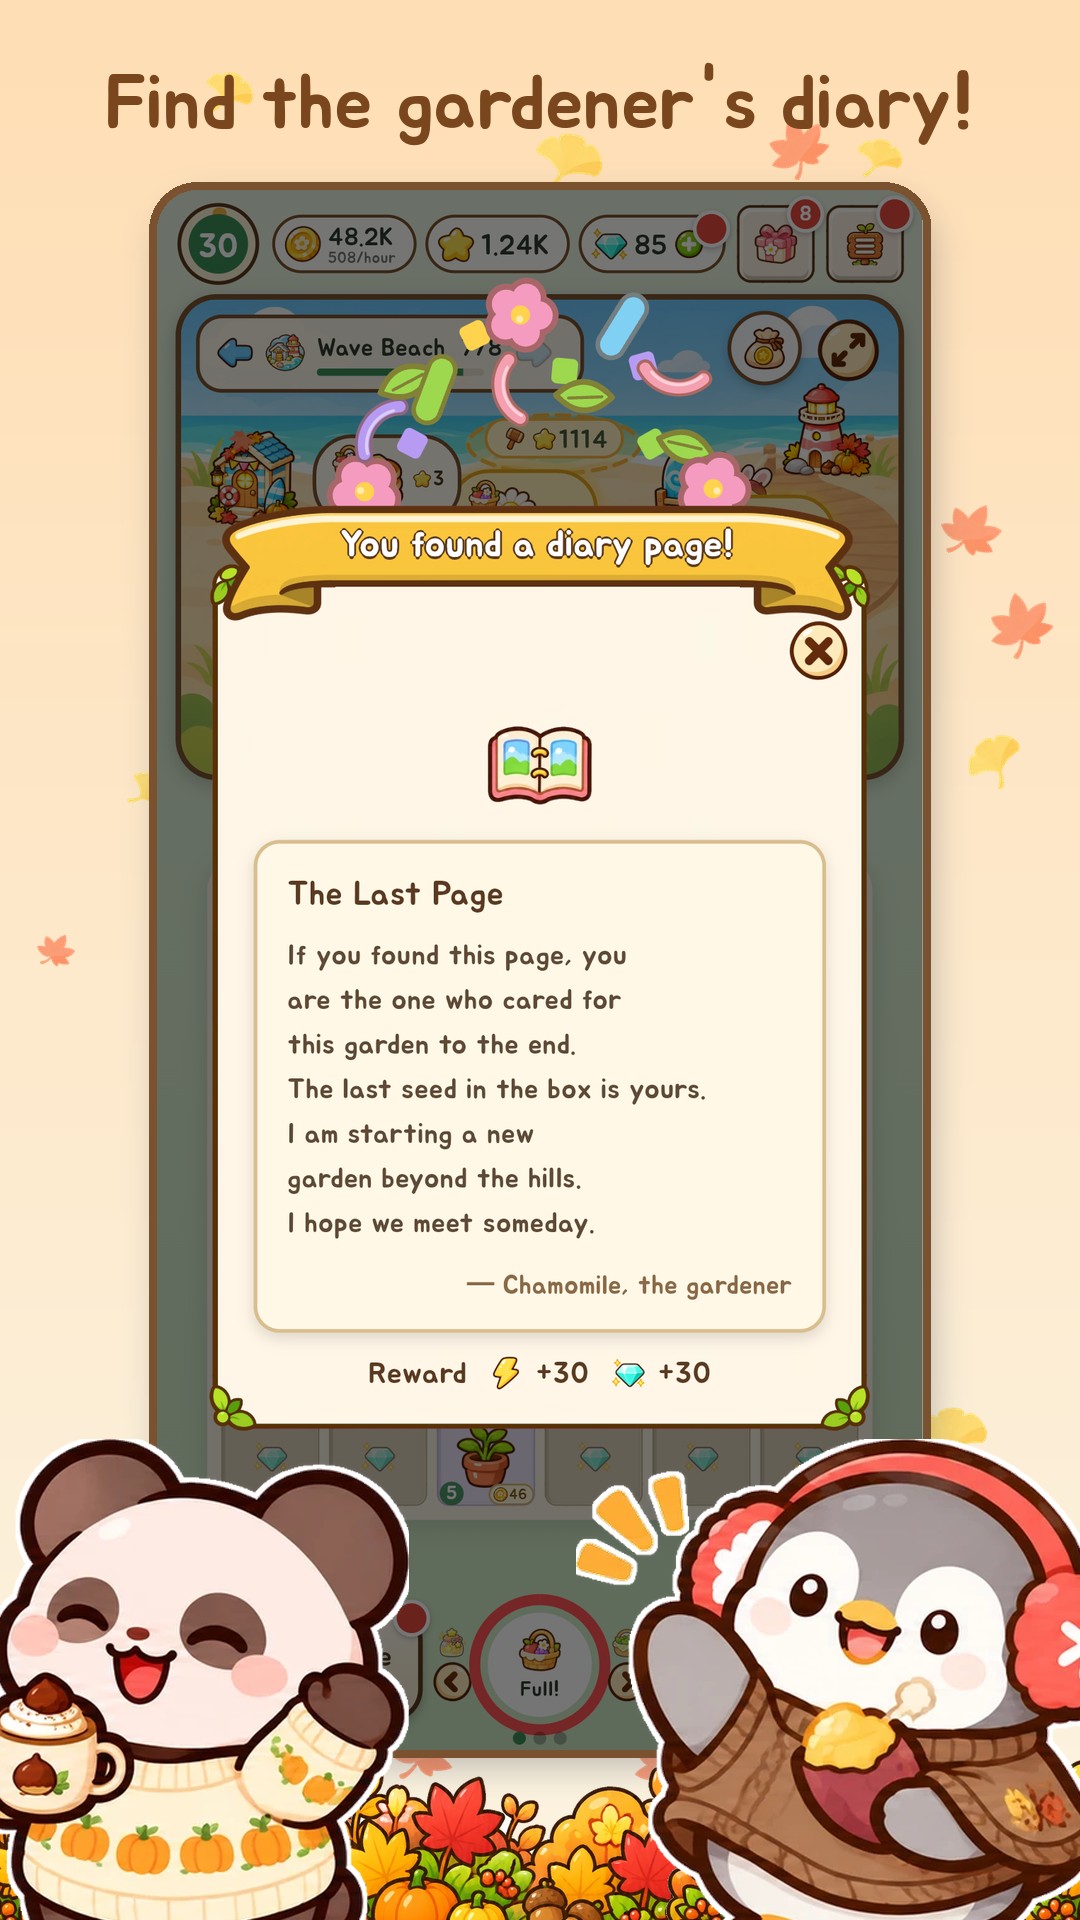 Find the gardener's diary!
30
48.2K
508/hour
1.24K
85
8
Wave Beach
778
1114
3
You found a diary page!
The Last Page
If you found this page, you
are the one who cared for
this garden to the end.
The last seed in the box is yours.
I am starting a new
garden beyond the hills.
I hope we meet someday.
— Chamomile, the gardener
Reward +30 +30
5
46
Full!